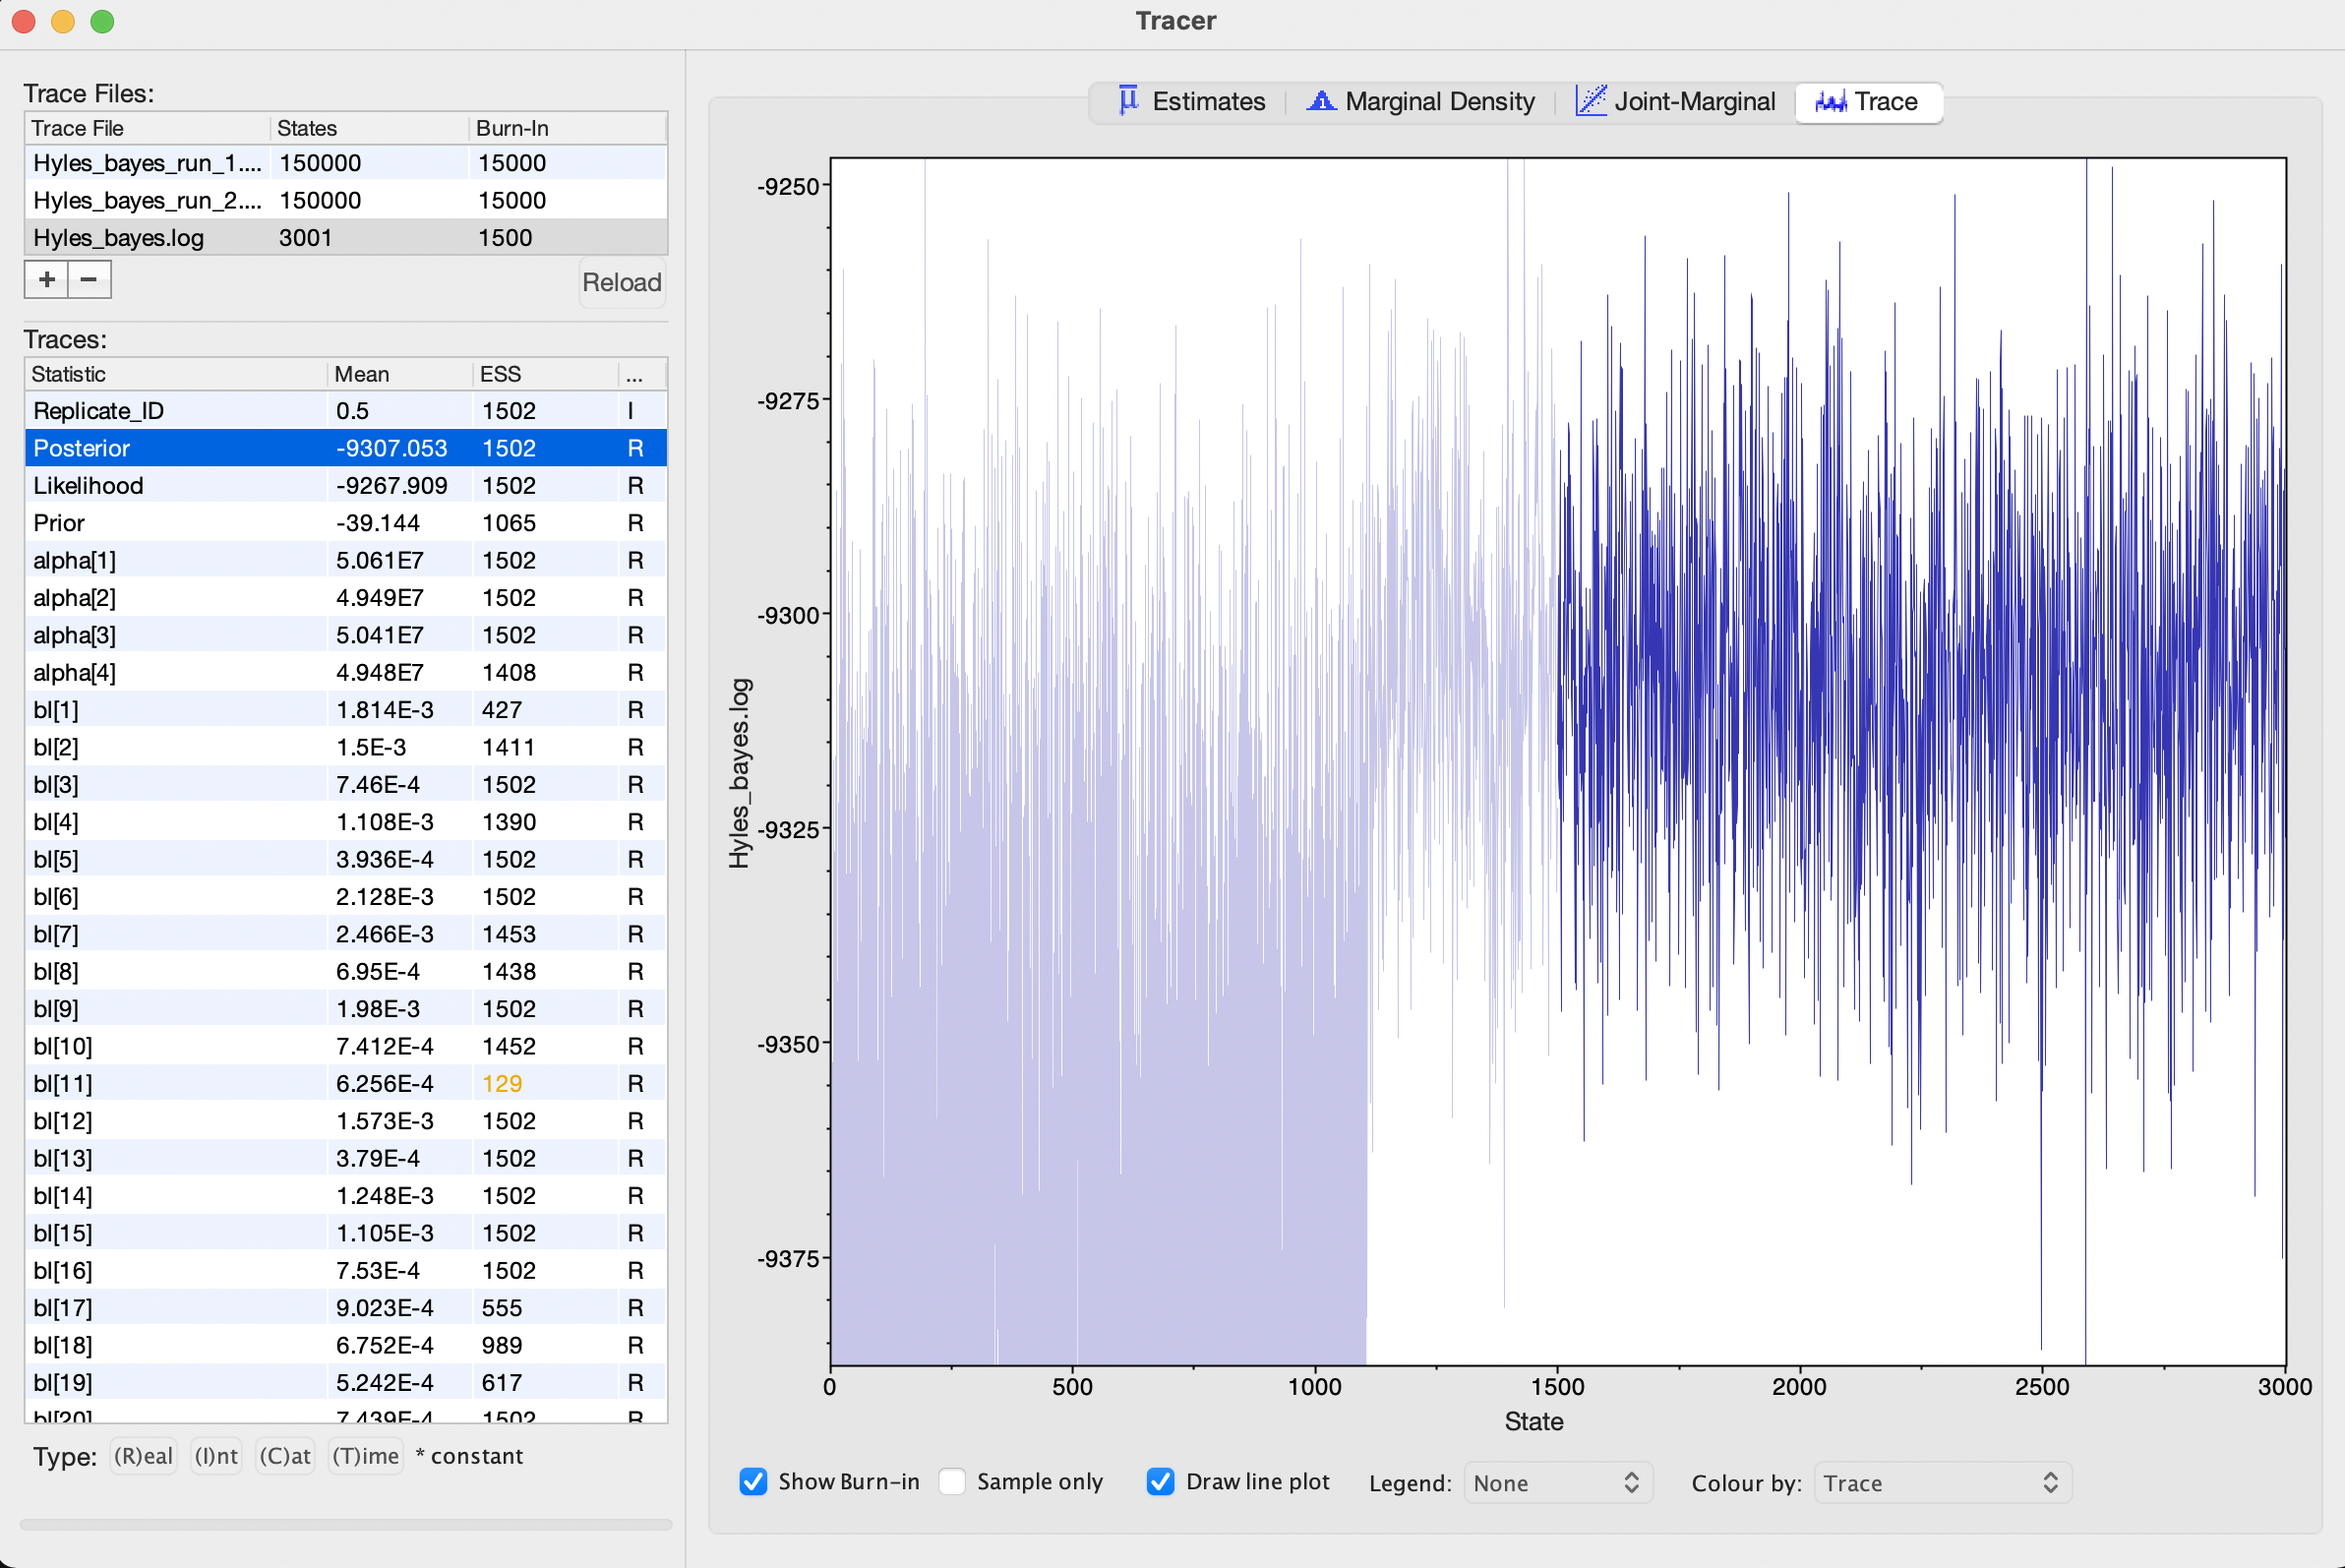 Tracer
Trace Files:
Trace File States Burn-In
Hyles_bayes_run_1.... 150000 15000
Hyles_bayes_run_2.... 150000 15000
Hyles_bayes.log 3001 1500
+ −
Reload
Traces:
Statistic Mean ESS ...
Replicate_ID 0.5 1502 I
Posterior -9307.053 1502 R
Likelihood -9267.909 1502 R
Prior -39.144 1065 R
alpha[1] 5.061E7 1502 R
alpha[2] 4.949E7 1502 R
alpha[3] 5.041E7 1502 R
alpha[4] 4.948E7 1408 R
bl[1] 1.814E-3 427 R
bl[2] 1.5E-3 1411 R
bl[3] 7.46E-4 1502 R
bl[4] 1.108E-3 1390 R
bl[5] 3.936E-4 1502 R
bl[6] 2.128E-3 1502 R
bl[7] 2.466E-3 1453 R
bl[8] 6.95E-4 1438 R
bl[9] 1.98E-3 1502 R
bl[10] 7.412E-4 1452 R
bl[11] 6.256E-4 129 R
bl[12] 1.573E-3 1502 R
bl[13] 3.79E-4 1502 R
bl[14] 1.248E-3 1502 R
bl[15] 1.105E-3 1502 R
bl[16] 7.53E-4 1502 R
bl[17] 9.023E-4 555 R
bl[18] 6.752E-4 989 R
bl[19] 5.242E-4 617 R
bl[20] 7.439E-4 1502 R
Type: (R)eal (I)nt (C)at (T)ime * constant
μ Estimates Marginal Density Joint-Marginal Trace
-9250
-9275
-9300
-9325
-9350
-9375
Hyles_bayes.log
0 500 1000 1500 2000 2500 3000
State
Show Burn-in Sample only Draw line plot Legend: None Colour by: Trace